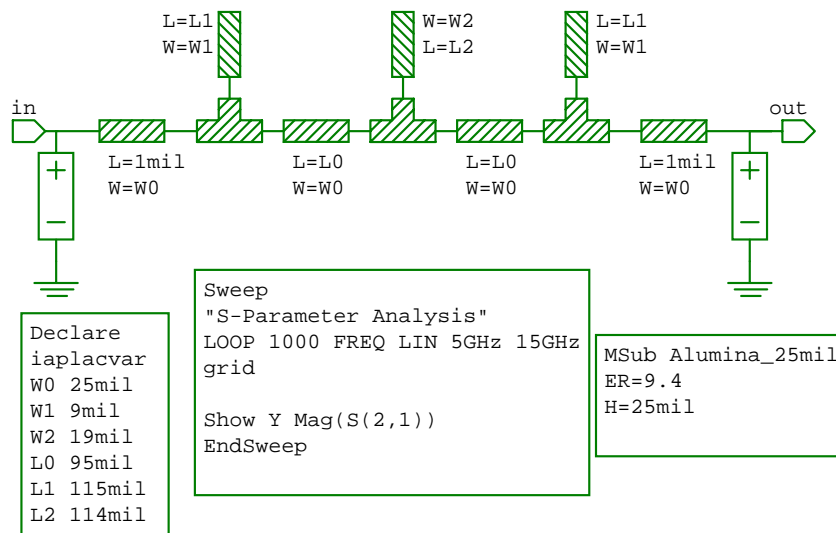 L=L1
W=W1
W=W2
L=L2
L=L1
W=W1
in
out
L=1mil
W=W0
L=L0
W=W0
L=L0
W=W0
L=1mil
W=W0
+
−
+
−
Declare
iaplacvar
W0 25mil
W1 9mil
W2 19mil
L0 95mil
L1 115mil
L2 114mil
Sweep
"S-Parameter Analysis"
LOOP 1000 FREQ LIN 5GHz 15GHz
grid
Show Y Mag(S(2,1))
EndSweep
MSub Alumina_25mil
ER=9.4
H=25mil